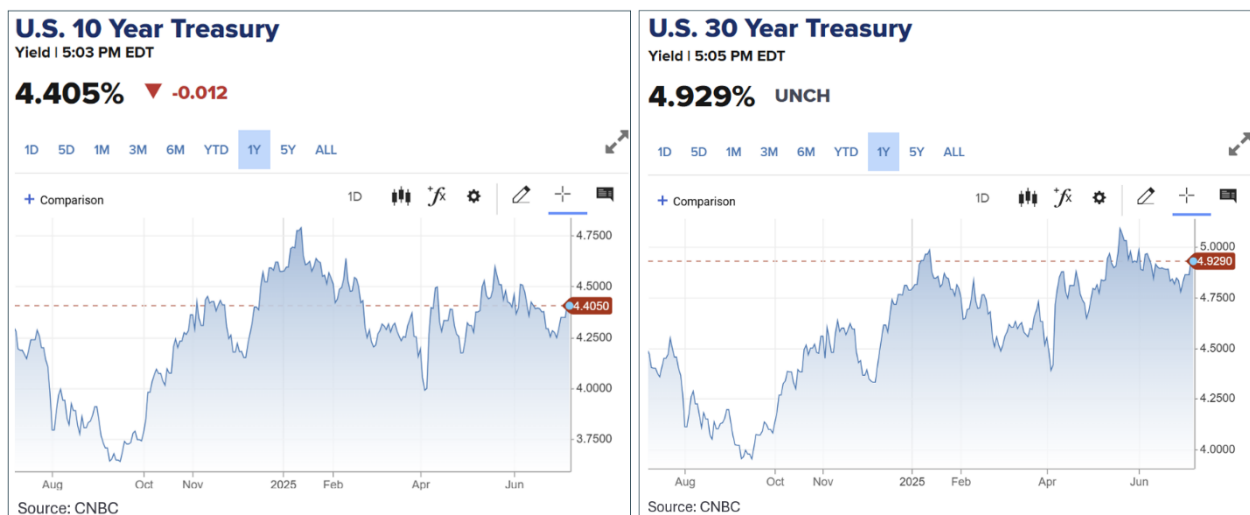 U.S. 10 Year Treasury
Yield | 5:03 PM EDT
4.405% ▼ -0.012
1D 5D 1M 3M 6M YTD 1Y 5Y ALL
+ Comparison 1D +fx
4.7500
4.5000
4.4050
4.2500
4.0000
3.7500
Aug Oct Nov 2025 Feb Apr Jun
Source: CNBC
U.S. 30 Year Treasury
Yield | 5:05 PM EDT
4.929% UNCH
1D 5D 1M 3M 6M YTD 1Y 5Y ALL
+ Comparison 1D +fx
5.0000
4.9290
4.7500
4.5000
4.2500
4.0000
Aug Oct Nov 2025 Feb Apr Jun
Source: CNBC